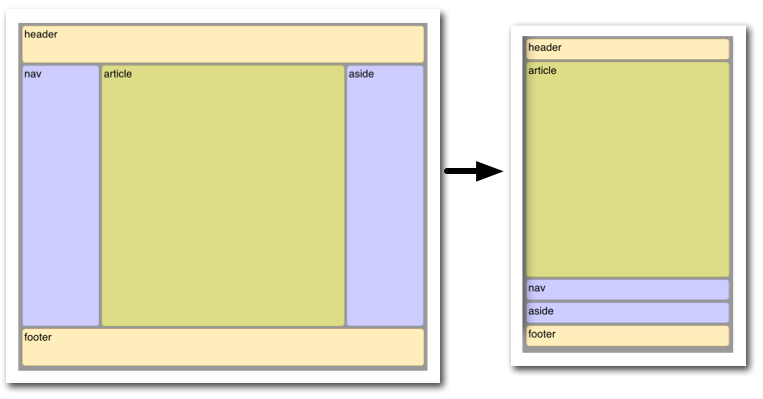 header
nav
article
aside
footer
header
article
nav
aside
footer